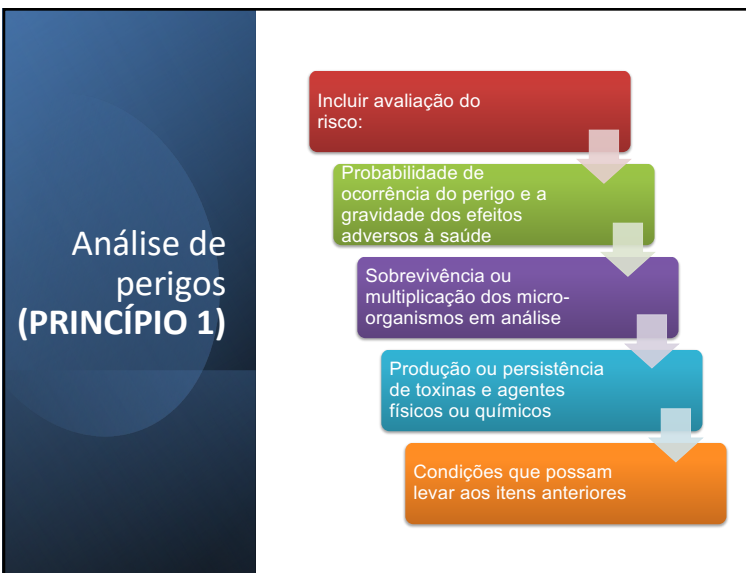 Análise de
perigos
(PRINCÍPIO 1)
Incluir avaliação do
risco:
Probabilidade de
ocorrência do perigo e a
gravidade dos efeitos
adversos à saúde
Sobrevivência ou
multiplicação dos micro-
organismos em análise
Produção ou persistência
de toxinas e agentes
físicos ou químicos
Condições que possam
levar aos itens anteriores